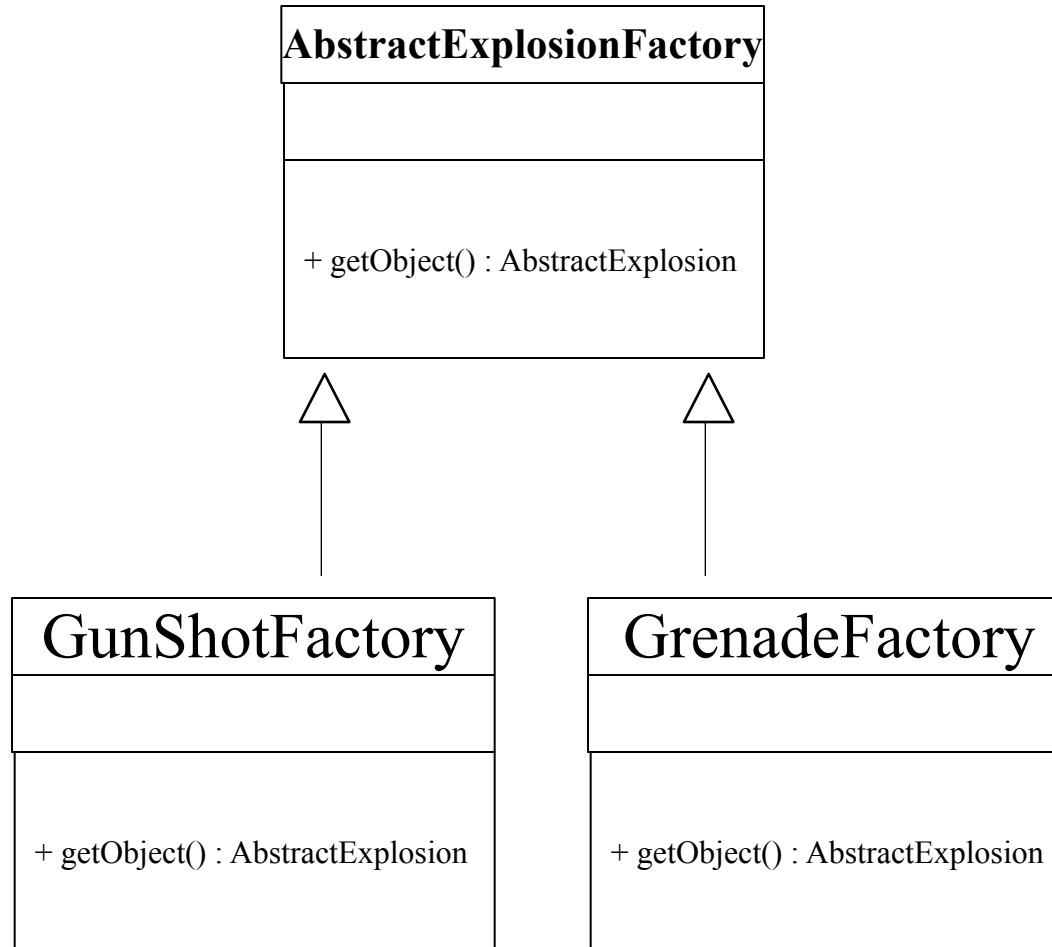 AbstractExplosionFactory
+ getObject() : AbstractExplosion
GunShotFactory
GrenadeFactory
+ getObject() : AbstractExplosion
+ getObject() : AbstractExplosion